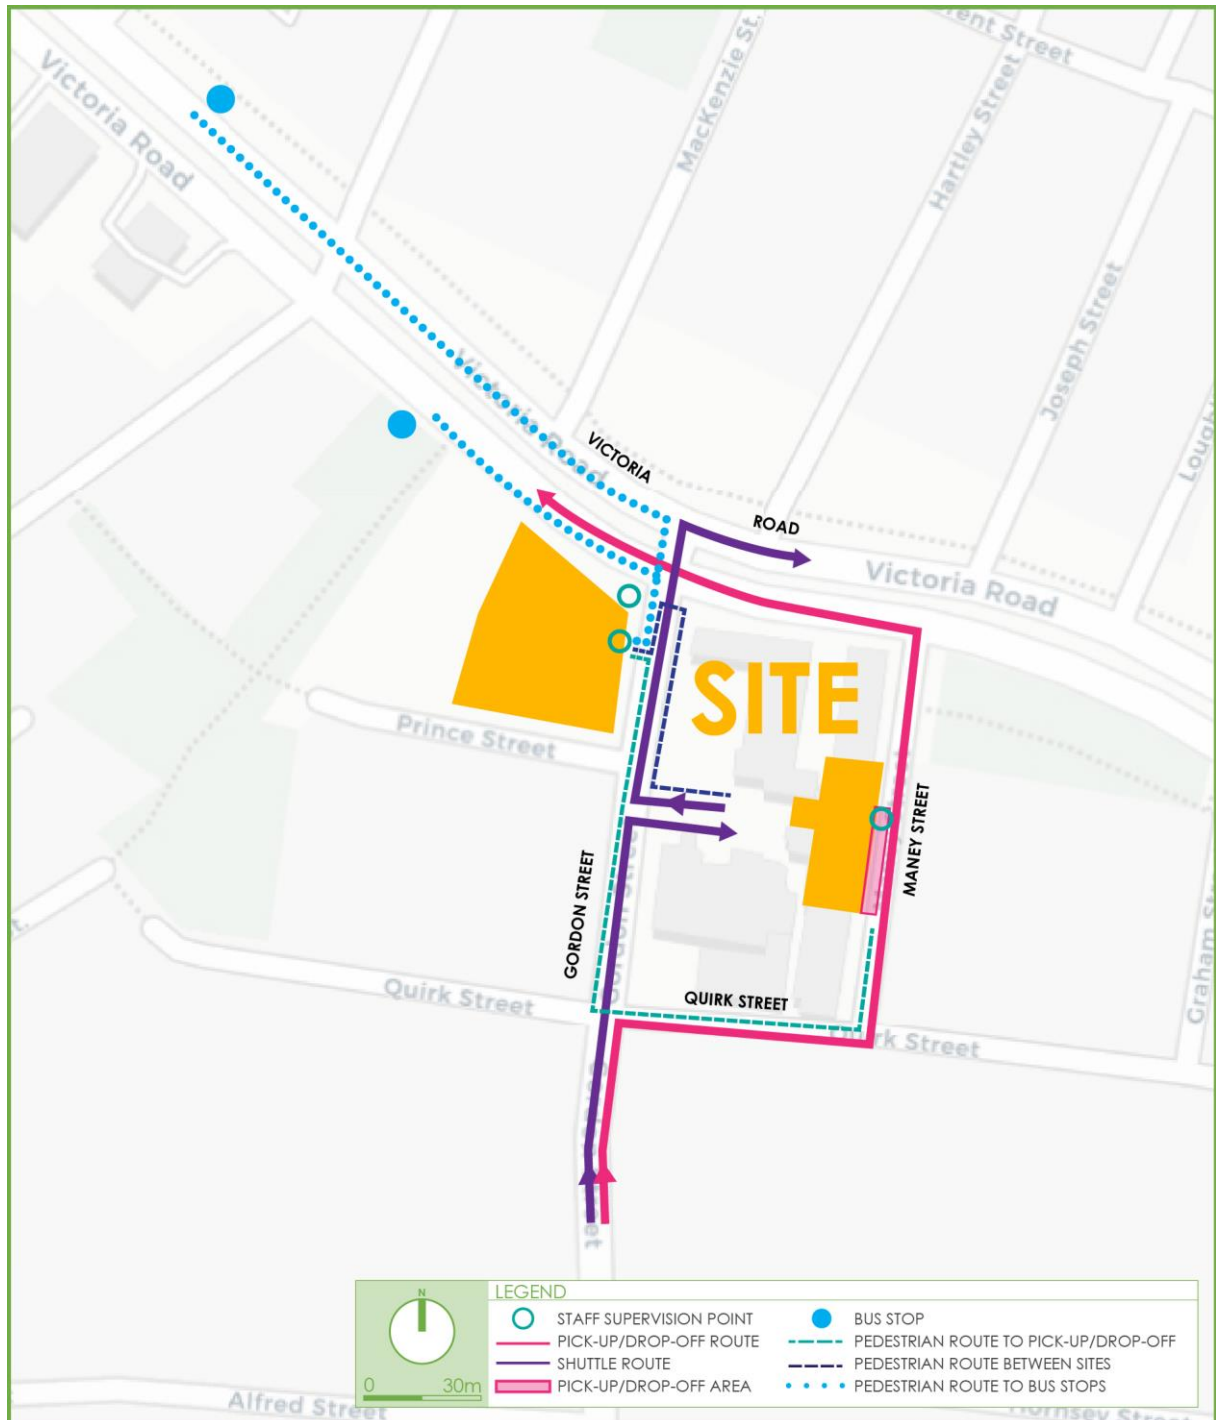 MacKenzie St.
Hartley Street
Victoria Road
Joseph Street
Victoria Road
VICTORIA
ROAD
Victoria Road
SITE
Prince Street
MANEY STREET
GORDON STREET
Gordon Street
Quirk Street
QUIRK STREET
Quirk Street
LEGEND
N
0 30m
STAFF SUPERVISION POINT
PICK-UP/DROP-OFF ROUTE
SHUTTLE ROUTE
PICK-UP/DROP-OFF AREA
BUS STOP
PEDESTRIAN ROUTE TO PICK-UP/DROP-OFF
PEDESTRIAN ROUTE BETWEEN SITES
PEDESTRIAN ROUTE TO BUS STOPS
Alfred Street